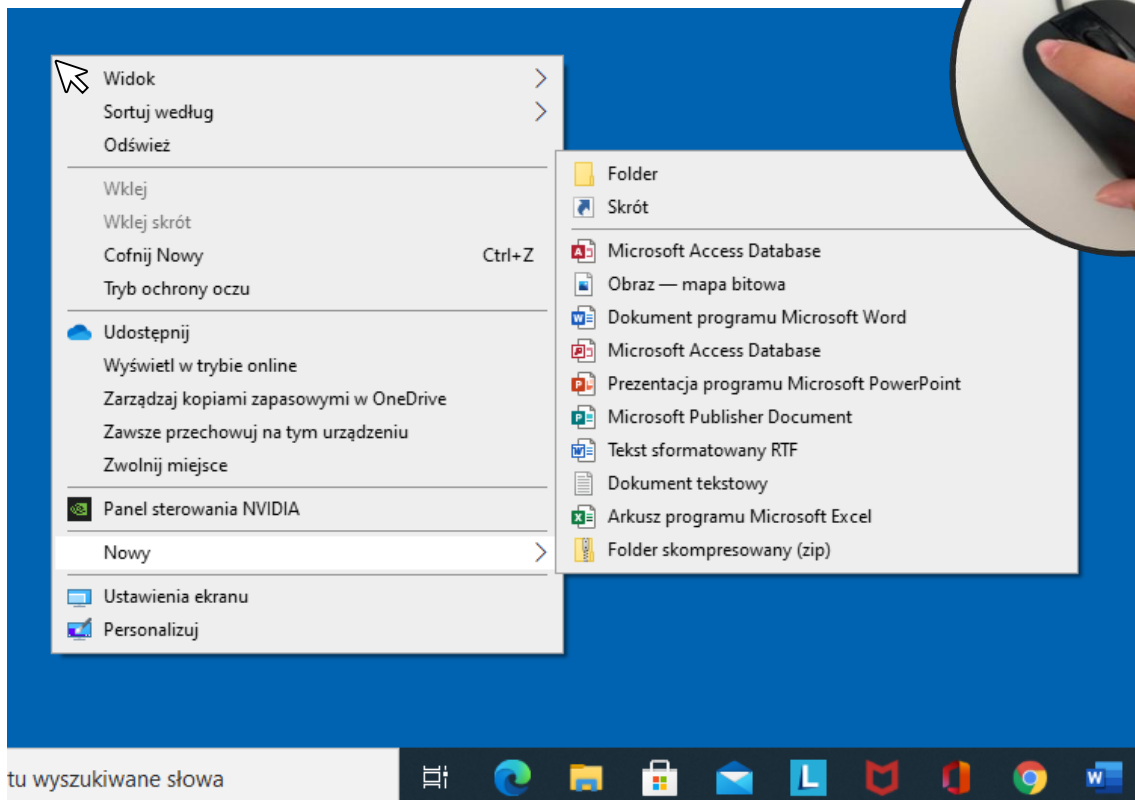 Widok
Sortuj według
Odśwież
Wklej
Wklej skrót
Cofnij Nowy Ctrl+Z
Tryb ochrony oczu
Udostępnij
Wyświetl w trybie online
Zarządzaj kopiami zapasowymi w OneDrive
Zawsze przechowuj na tym urządzeniu
Zwolnij miejsce
Panel sterowania NVIDIA
Nowy
Ustawienia ekranu
Personalizuj
Folder
Skrót
Microsoft Access Database
Obraz — mapa bitowa
Dokument programu Microsoft Word
Microsoft Access Database
Prezentacja programu Microsoft PowerPoint
Microsoft Publisher Document
Tekst sformatowany RTF
Dokument tekstowy
Arkusz programu Microsoft Excel
Folder skompresowany (zip)
tu wyszukiwane słowa